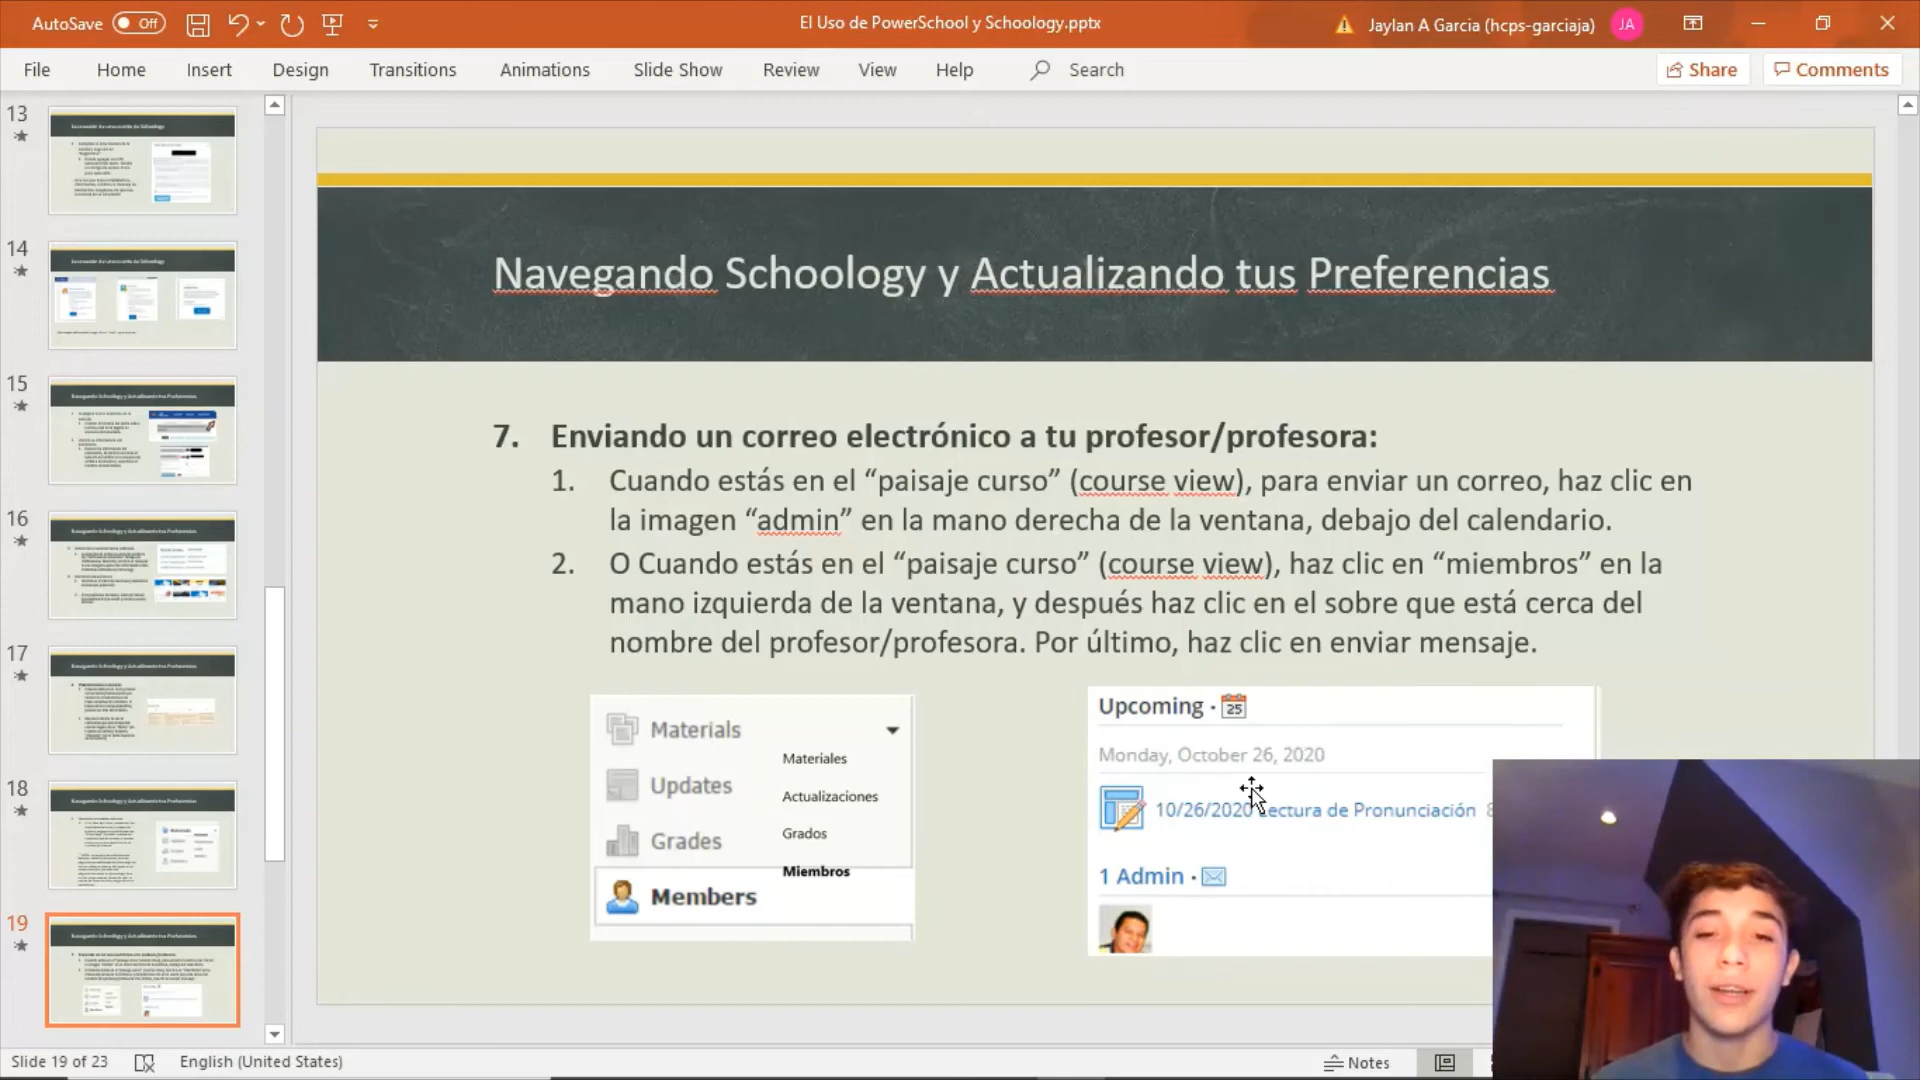 AutoSave Off
El Uso de PowerSchool y Schoology.pptx
Jaylan A Garcia (hcps-garciaja) JA
File Home Insert Design Transitions Animations Slide Show Review View Help Search
Share Comments
13
14
15
16
17
18
19
Navegando Schoology y Actualizando tus Preferencias
7. Enviando un correo electrónico a tu profesor/profesora:
1. Cuando estás en el “paisaje curso” (course view), para enviar un correo, haz clic en
la imagen “admin” en la mano derecha de la ventana, debajo del calendario.
2. O Cuando estás en el “paisaje curso” (course view), haz clic en “miembros” en la
mano izquierda de la ventana, y después haz clic en el sobre que está cerca del
nombre del profesor/profesora. Por último, haz clic en enviar mensaje.
Materials
Materiales
Updates
Actualizaciones
Grades
Grados
Miembros
Members
Upcoming · 25
Monday, October 26, 2020
10/26/2020 Lectura de Pronunciación 8
1 Admin ·
Slide 19 of 23 English (United States)
Notes